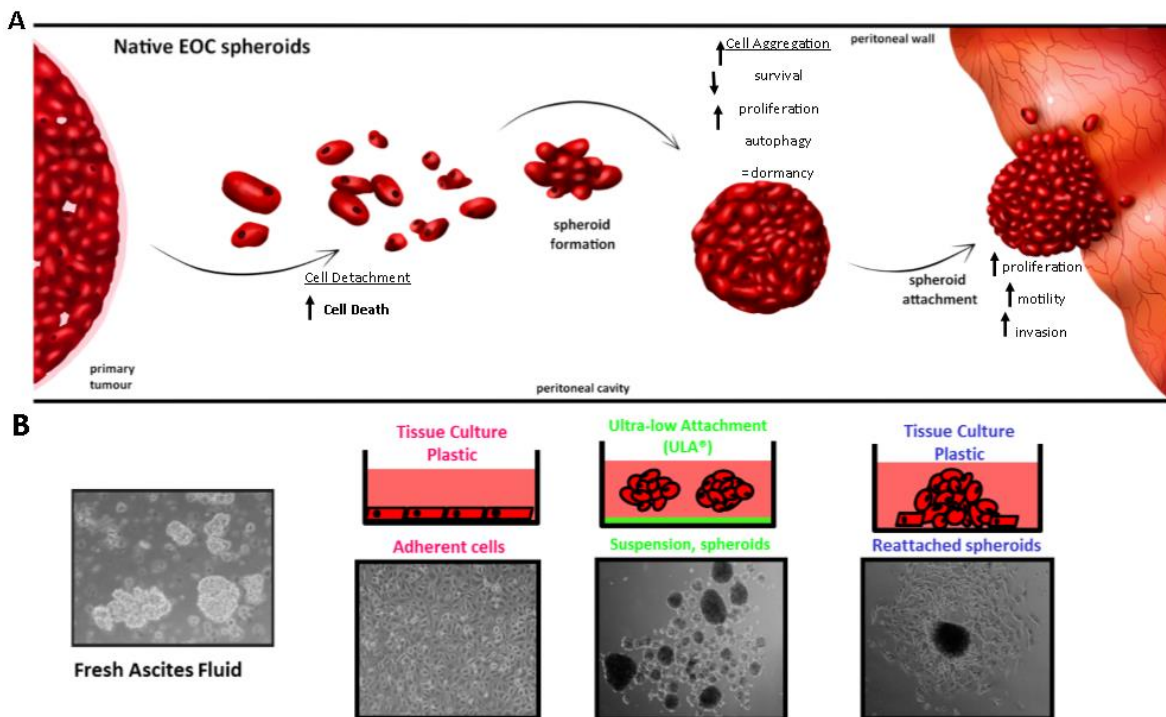 A
Native EOC spheroids
Cell Aggregation
survival
proliferation
autophagy
=dormancy
peritoneal wall
spheroid
formation
Cell Detachment
Cell Death
spheroid
attachment
proliferation
motility
invasion
primary
tumour
peritoneal cavity
B
Fresh Ascites Fluid
Tissue Culture
Plastic
Adherent cells
Ultra-low Attachment
(ULA®)
Suspension, spheroids
Tissue Culture
Plastic
Reattached spheroids